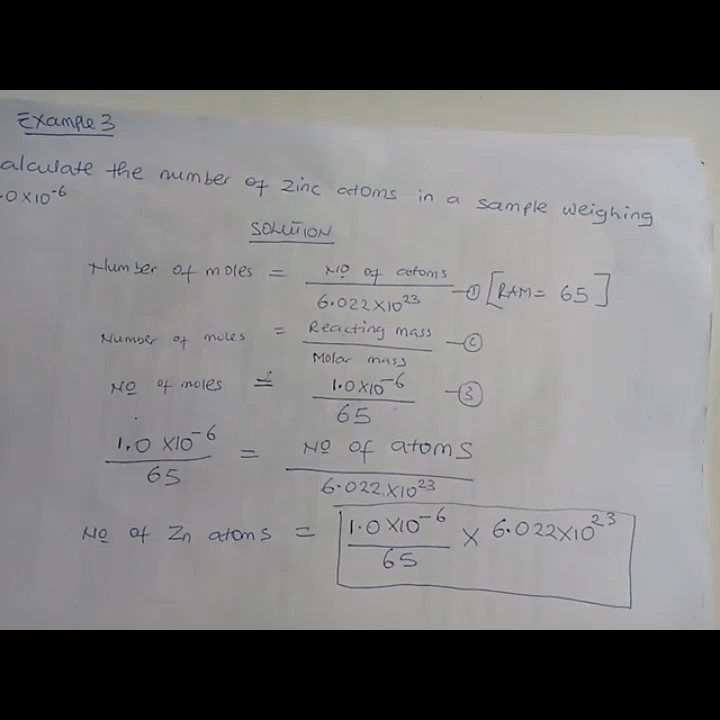 Example 3
alculate the number of zinc atoms in a sample weighing
.0 X 10⁻⁶
SOLUTION
Number of moles = No of atoms / 6.022 X 10²³ — ① [RAM = 65]
Number of moles = Reacting mass / Molar mass — ②
No of moles = 1.0 X 10⁻⁶ / 65 — ③
1.0 X 10⁻⁶ / 65 = No of atoms / 6.022 X 10²³
No of Zn atoms = 1.0 X 10⁻⁶ / 65 X 6.022 X 10²³